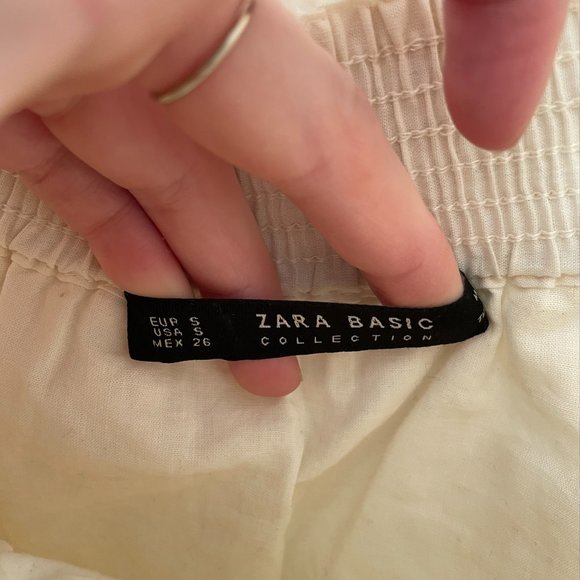 EUR S
USA S
MEX 26
ZARA BASIC
COLLECTION